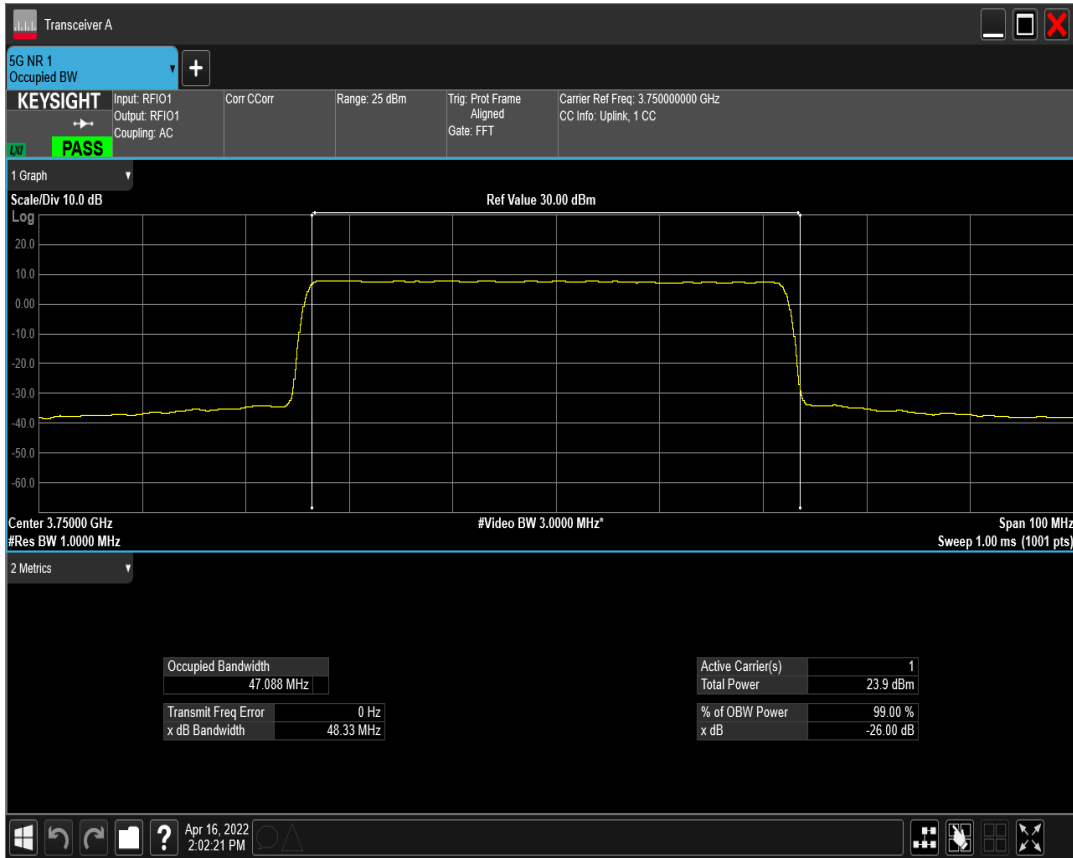 Transceiver A
5G NR 1
Occupied BW
KEYSIGHT
LXI
PASS
Input: RFIO1
Output: RFIO1
Coupling: AC
Corr CCorr
Range: 25 dBm
Trig: Prot Frame
Aligned
Gate: FFT
Carrier Ref Freq: 3.750000000 GHz
CC Info: Uplink, 1 CC
1 Graph
Scale/Div 10.0 dB
Ref Value 30.00 dBm
Log
20.0
10.0
0.00
-10.0
-20.0
-30.0
-40.0
-50.0
-60.0
Center 3.75000 GHz
#Video BW 3.0000 MHz*
Span 100 MHz
#Res BW 1.0000 MHz
Sweep 1.00 ms (1001 pts)
2 Metrics
Occupied Bandwidth
47.088 MHz
Transmit Freq Error 0 Hz
x dB Bandwidth 48.33 MHz
Active Carrier(s) 1
Total Power 23.9 dBm
% of OBW Power 99.00 %
x dB -26.00 dB
Apr 16, 2022
2:02:21 PM